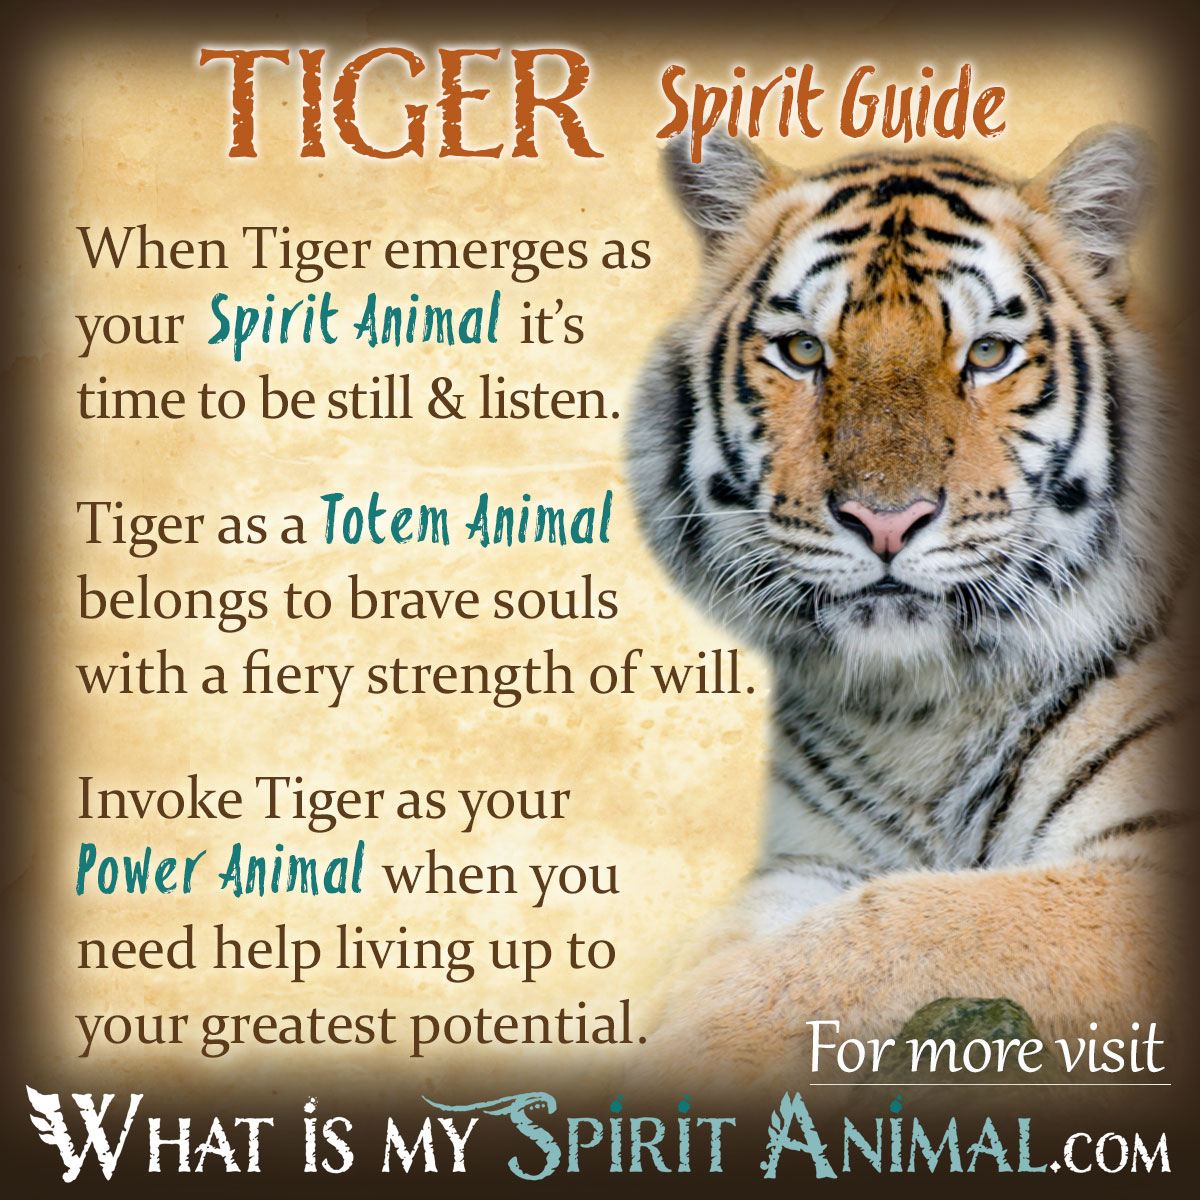 TIGER Spirit Guide
When Tiger emerges as
your Spirit Animal it's
time to be still & listen.
Tiger as a Totem Animal
belongs to brave souls
with a fiery strength of will.
Invoke Tiger as your
Power Animal when you
need help living up to
your greatest potential.
For more visit
WHAT IS MY SPIRIT ANIMAL.COM